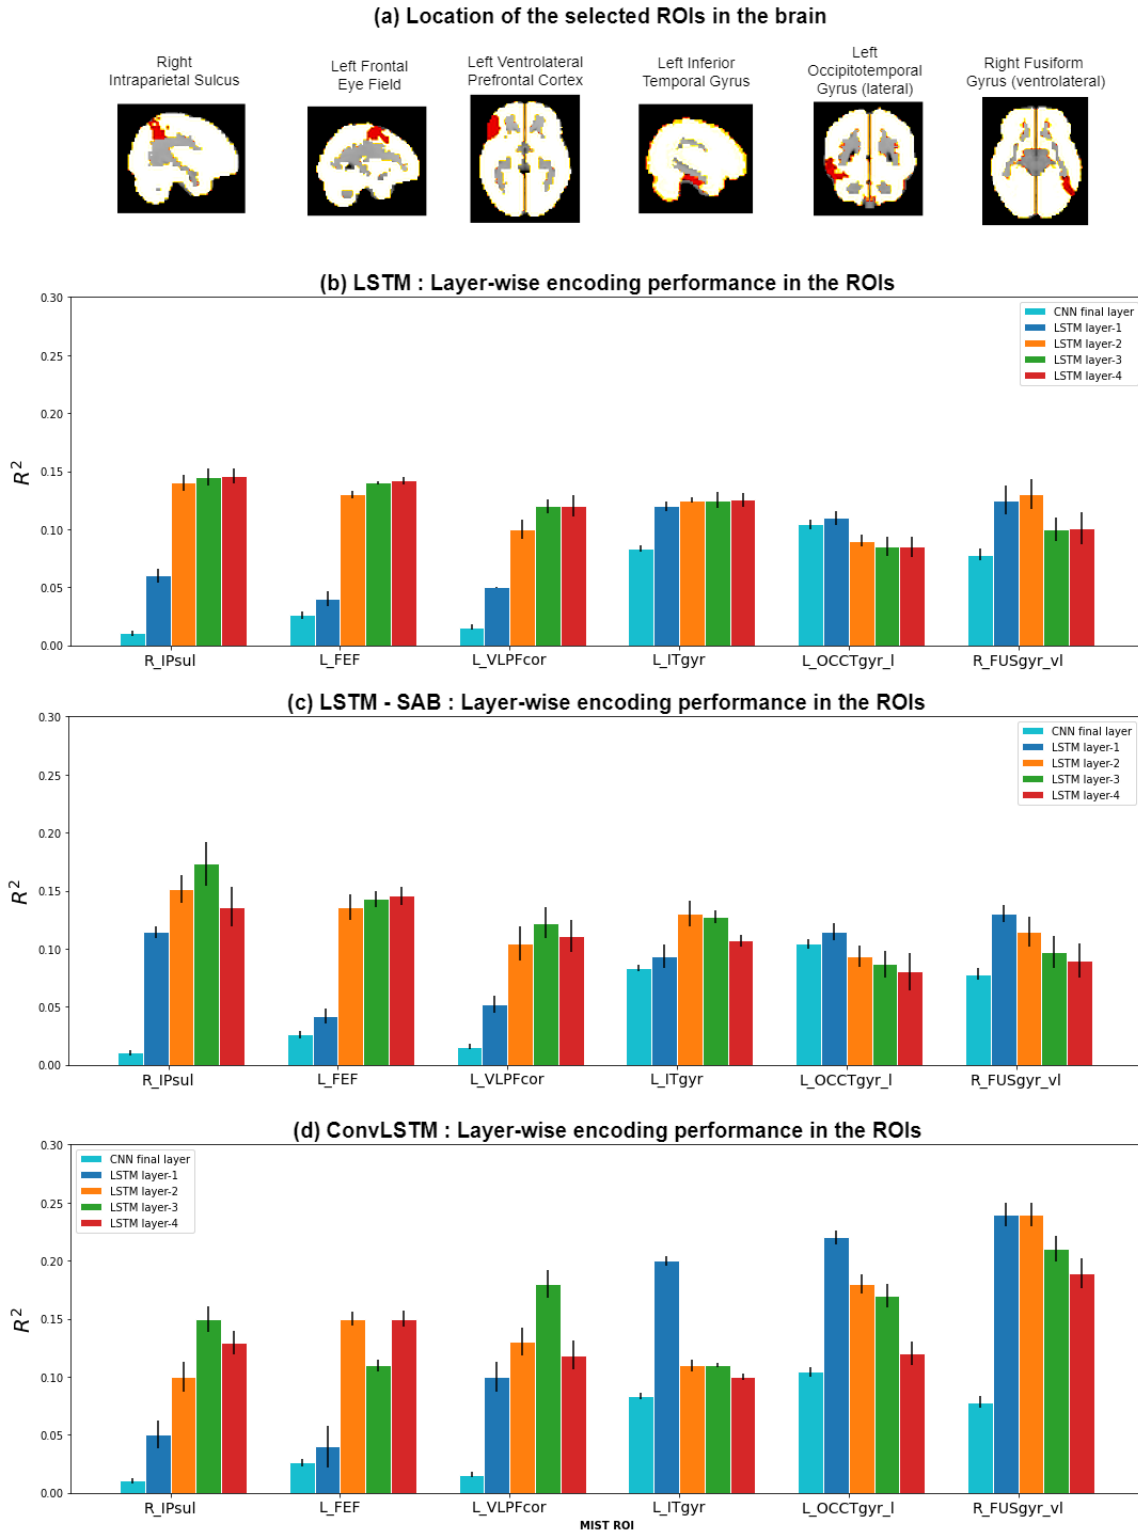 (a) Location of the selected ROIs in the brain
Right
Intraparietal Sulcus
Left Frontal
Eye Field
Left Ventrolateral
Prefrontal Cortex
Left Inferior
Temporal Gyrus
Left
Occipitotemporal
Gyrus (lateral)
Right Fusiform
Gyrus (ventrolateral)
(b) LSTM : Layer-wise encoding performance in the ROIs
0.30
0.25
0.20
0.15
0.10
0.05
0.00
R²
CNN final layer
LSTM layer-1
LSTM layer-2
LSTM layer-3
LSTM layer-4
R_IPsul
L_FEF
L_VLPFcor
L_ITgyr
L_OCCTgyr_l
R_FUSgyr_vl
(c) LSTM - SAB : Layer-wise encoding performance in the ROIs
0.30
0.25
0.20
0.15
0.10
0.05
0.00
R²
CNN final layer
LSTM layer-1
LSTM layer-2
LSTM layer-3
LSTM layer-4
R_IPsul
L_FEF
L_VLPFcor
L_ITgyr
L_OCCTgyr_l
R_FUSgyr_vl
(d) ConvLSTM : Layer-wise encoding performance in the ROIs
0.30
0.25
0.20
0.15
0.10
0.05
0.00
R²
CNN final layer
LSTM layer-1
LSTM layer-2
LSTM layer-3
LSTM layer-4
R_IPsul
L_FEF
L_VLPFcor
L_ITgyr
L_OCCTgyr_l
R_FUSgyr_vl
MIST ROI